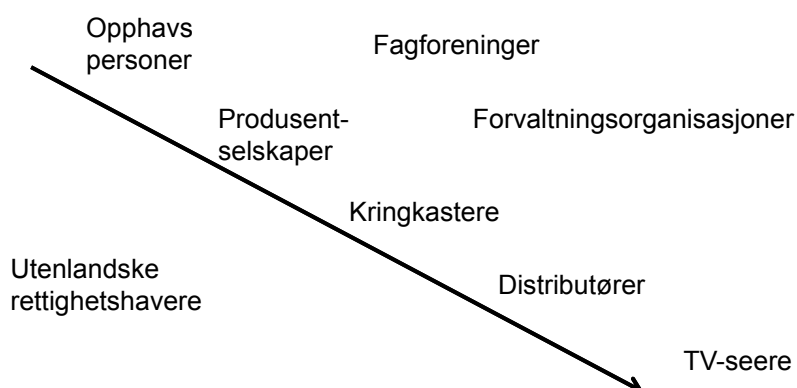 Opphavs
personer
Fagforeninger
Produsent-
selskaper
Forvaltningsorganisasjoner
Kringkastere
Utenlandske
rettighetshavere
Distributører
TV-seere